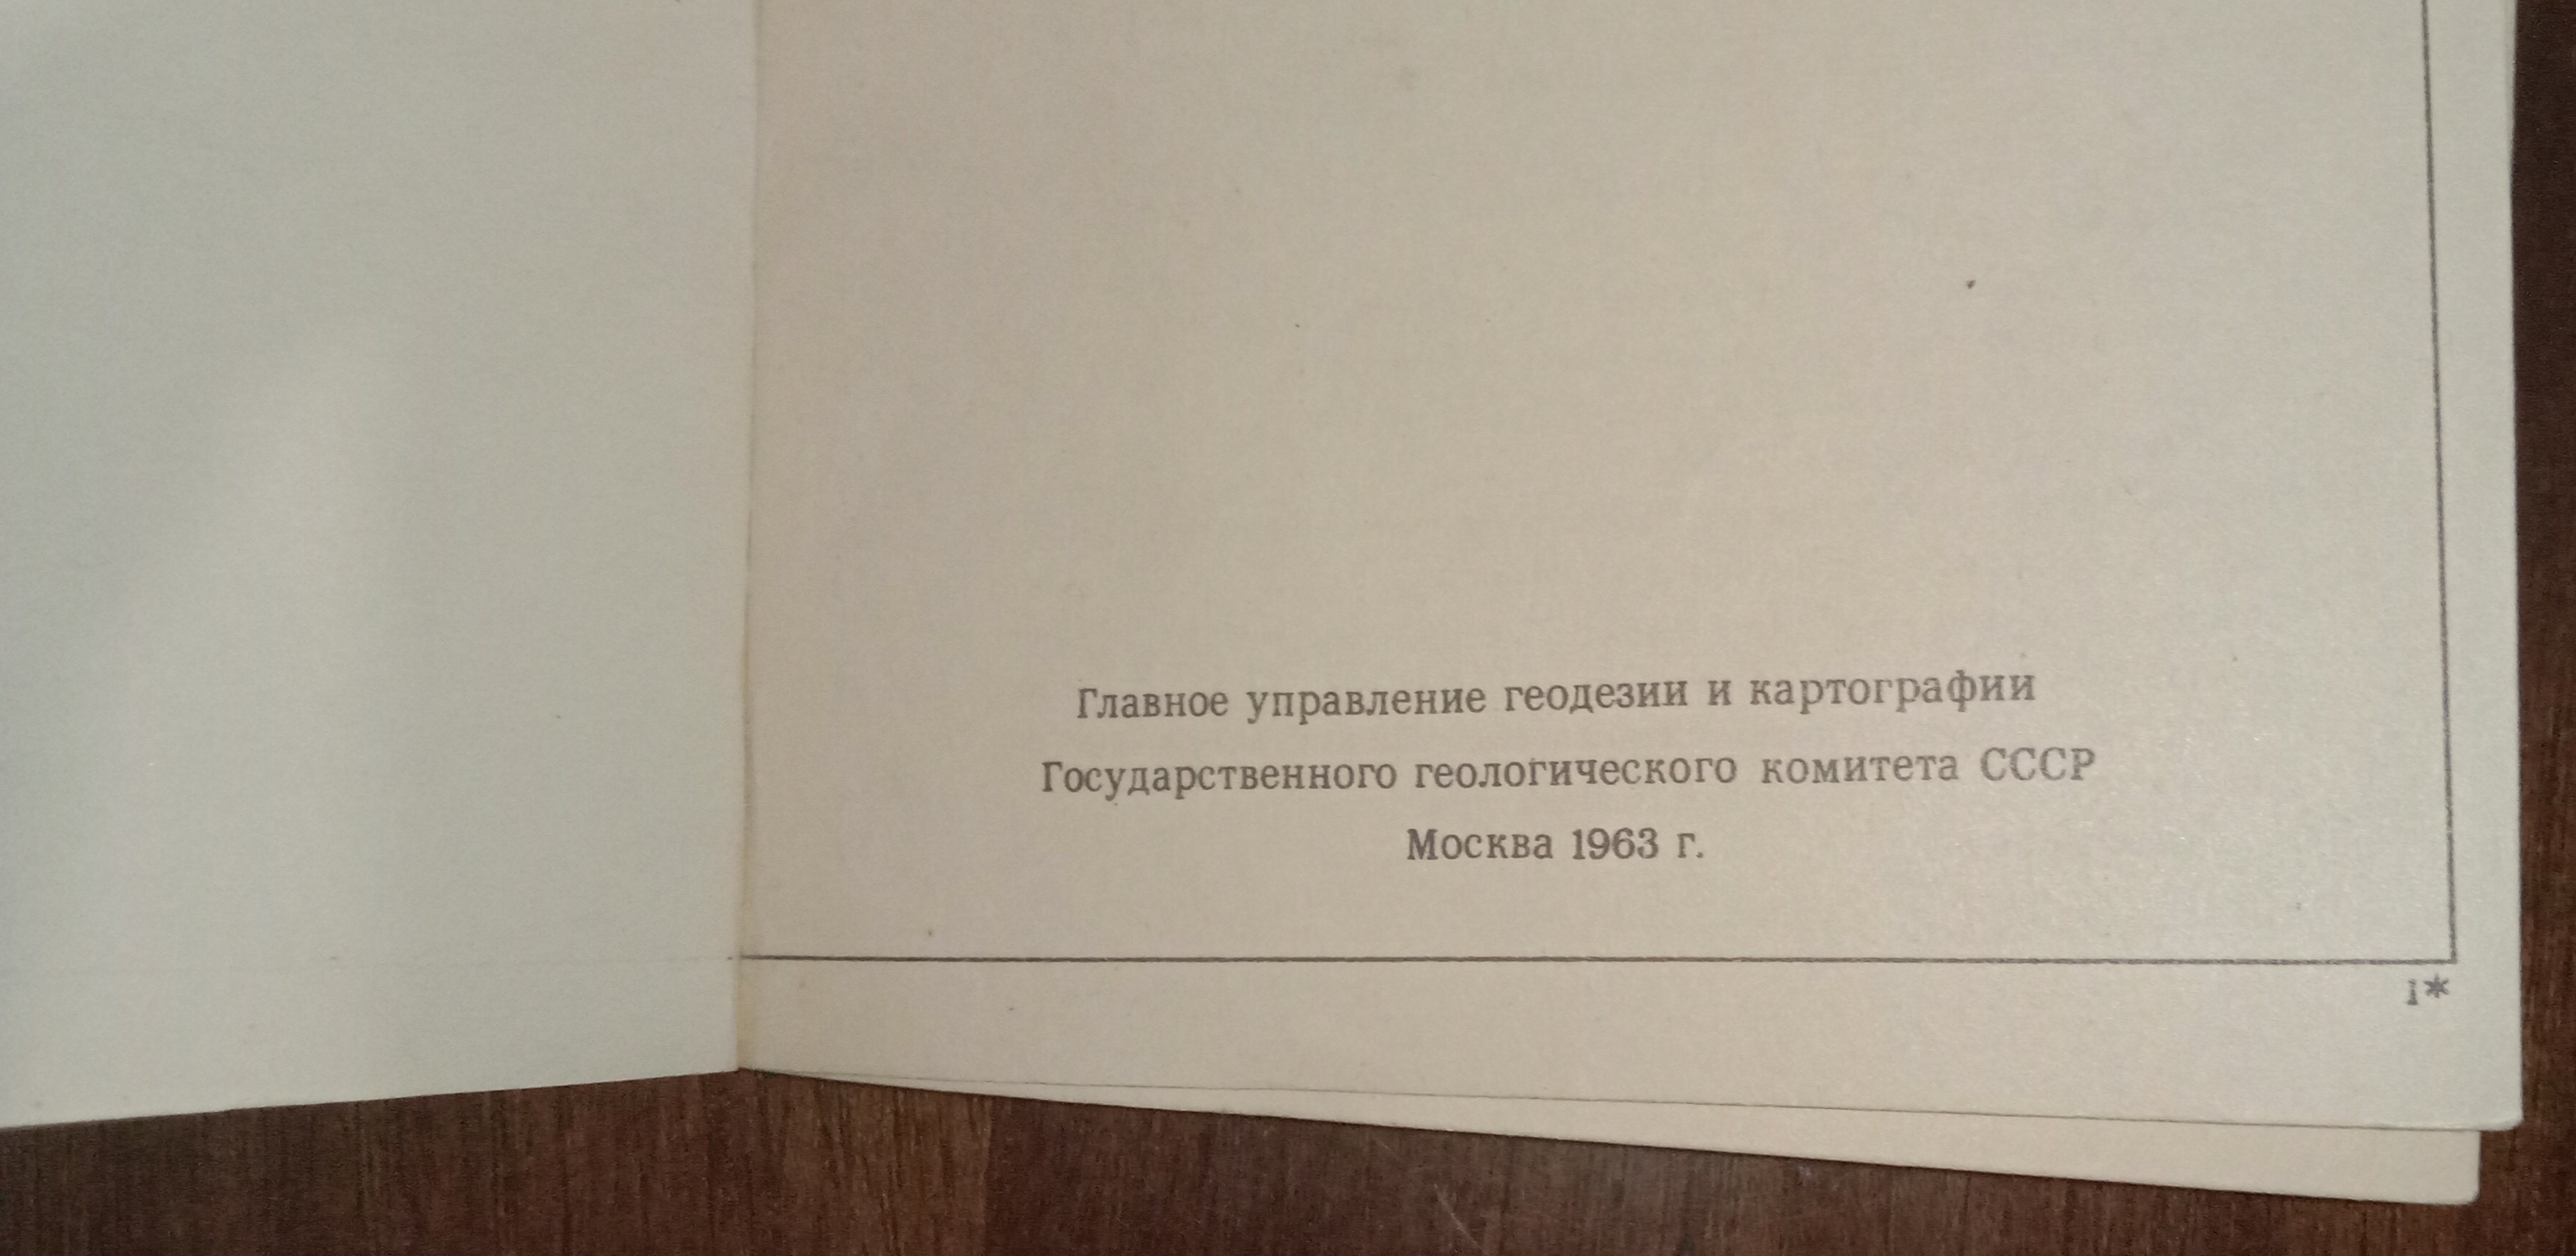 Главное управление геодезии и картографии
Государственного геологического комитета СССР
Москва 1963 г.
1*